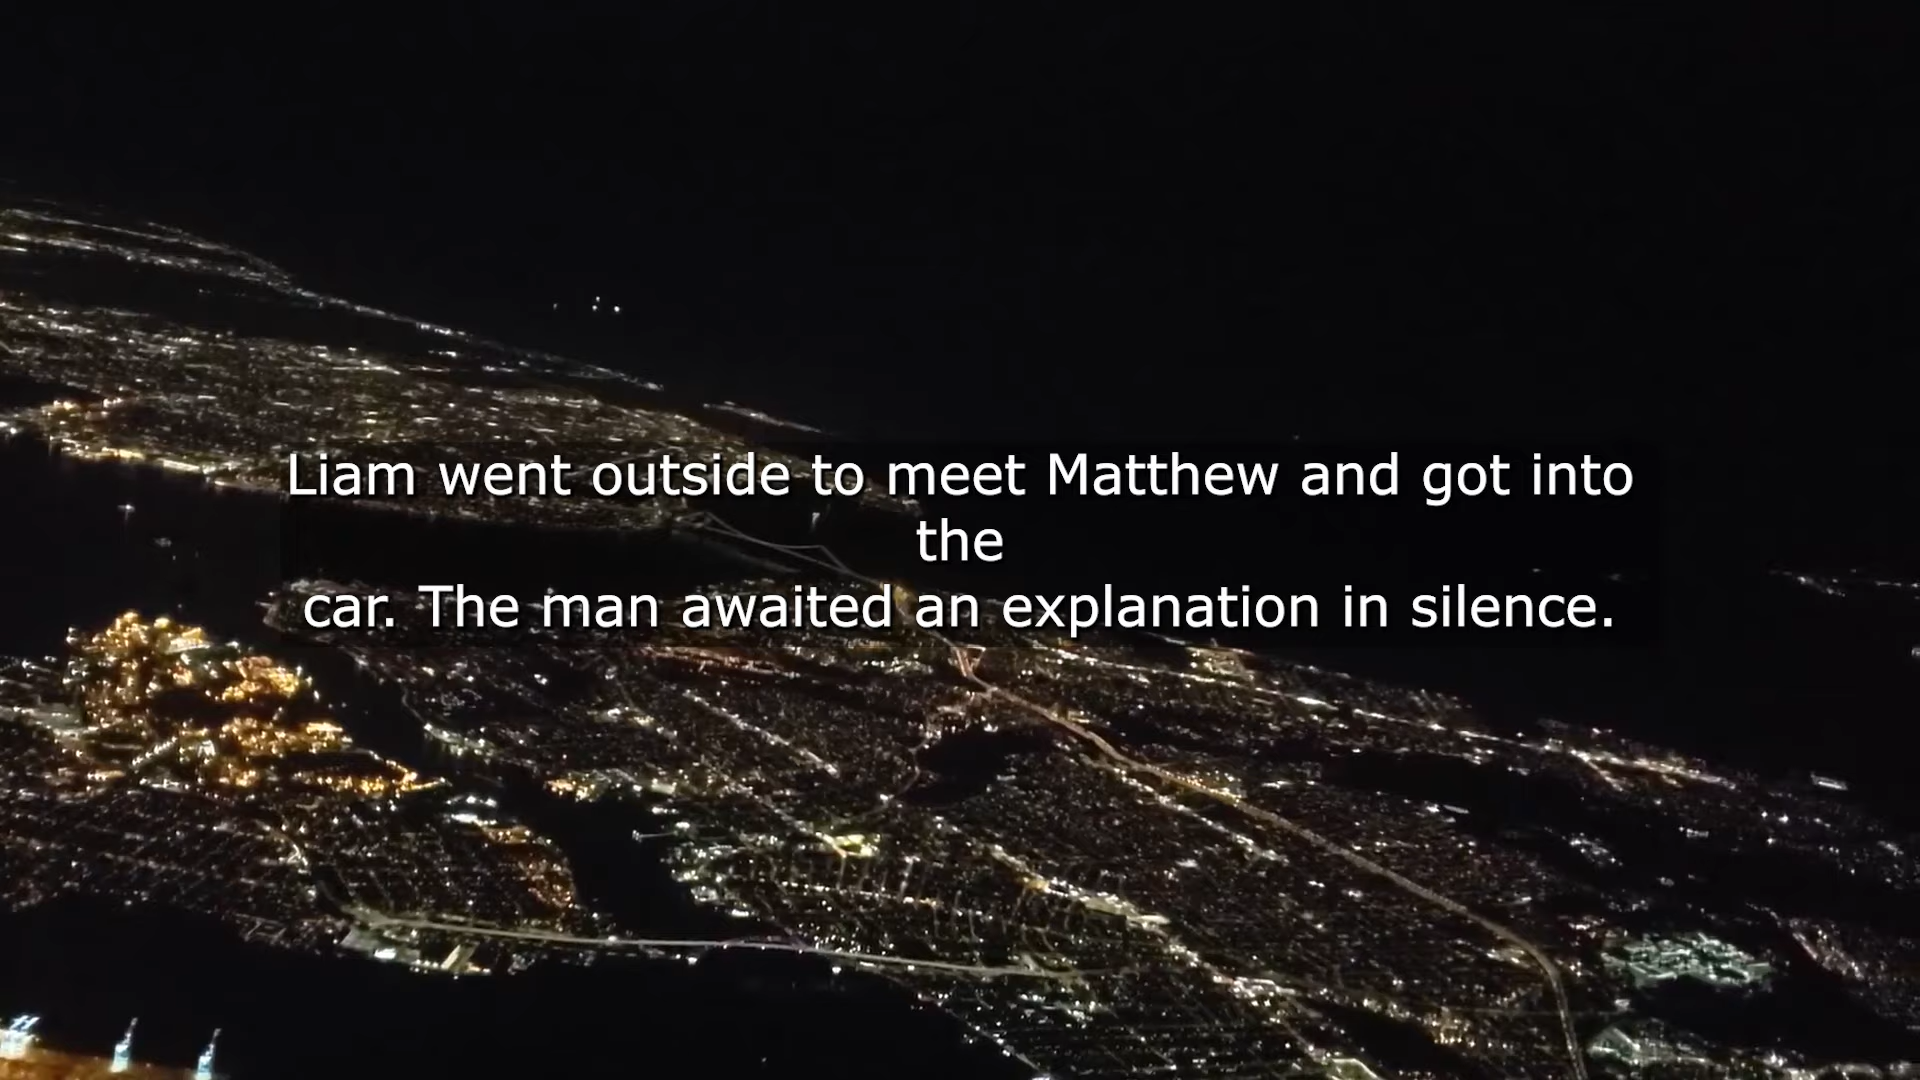 Liam went outside to meet Matthew and got into
the
car. The man awaited an explanation in silence.